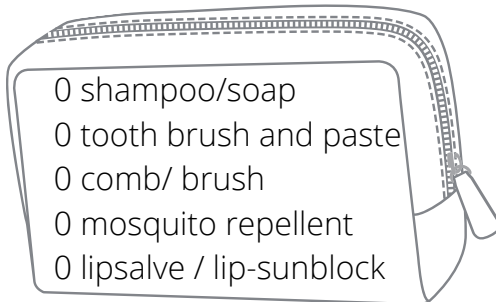 0 shampoo/soap
0 tooth brush and paste
0 comb/ brush
0 mosquito repellent
0 lipsalve / lip-sunblock